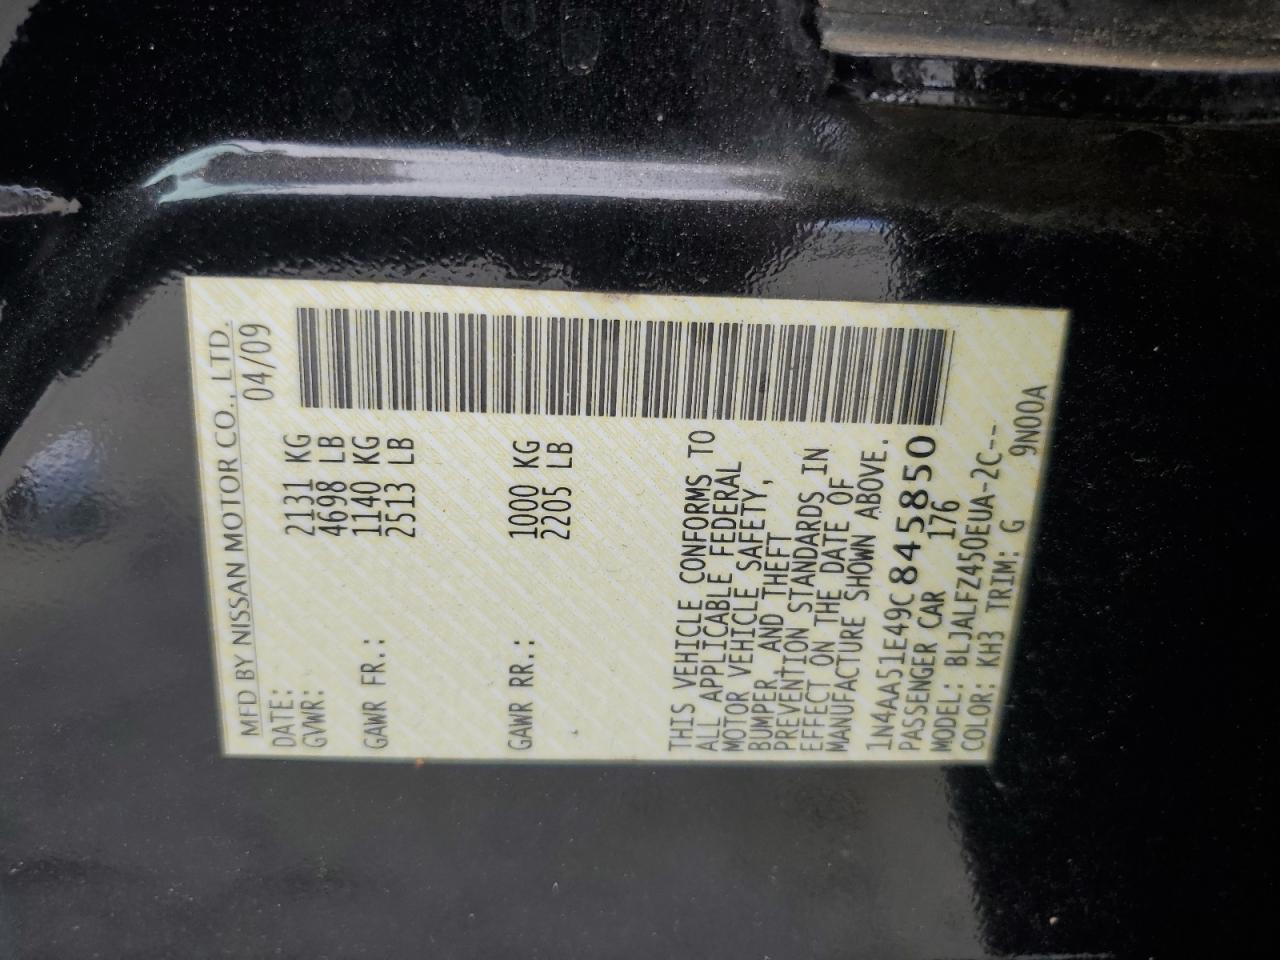 MFD BY NISSAN MOTOR CO., LTD.
DATE: 04/09
GVWR: 2131 KG
4698 LB
GAWR FR.: 1140 KG
2513 LB
GAWR RR.: 1000 KG
2205 LB
THIS VEHICLE CONFORMS TO
ALL APPLICABLE FEDERAL
MOTOR VEHICLE SAFETY,
BUMPER, AND THEFT
PREVENTION STANDARDS IN
EFFECT ON THE DATE OF
MANUFACTURE SHOWN ABOVE.
1N4AA51E49C845850
PASSENGER CAR 176
MODEL: BLJALFZ450EUA-2C--
COLOR: KH3 TRIM: G 9N00A